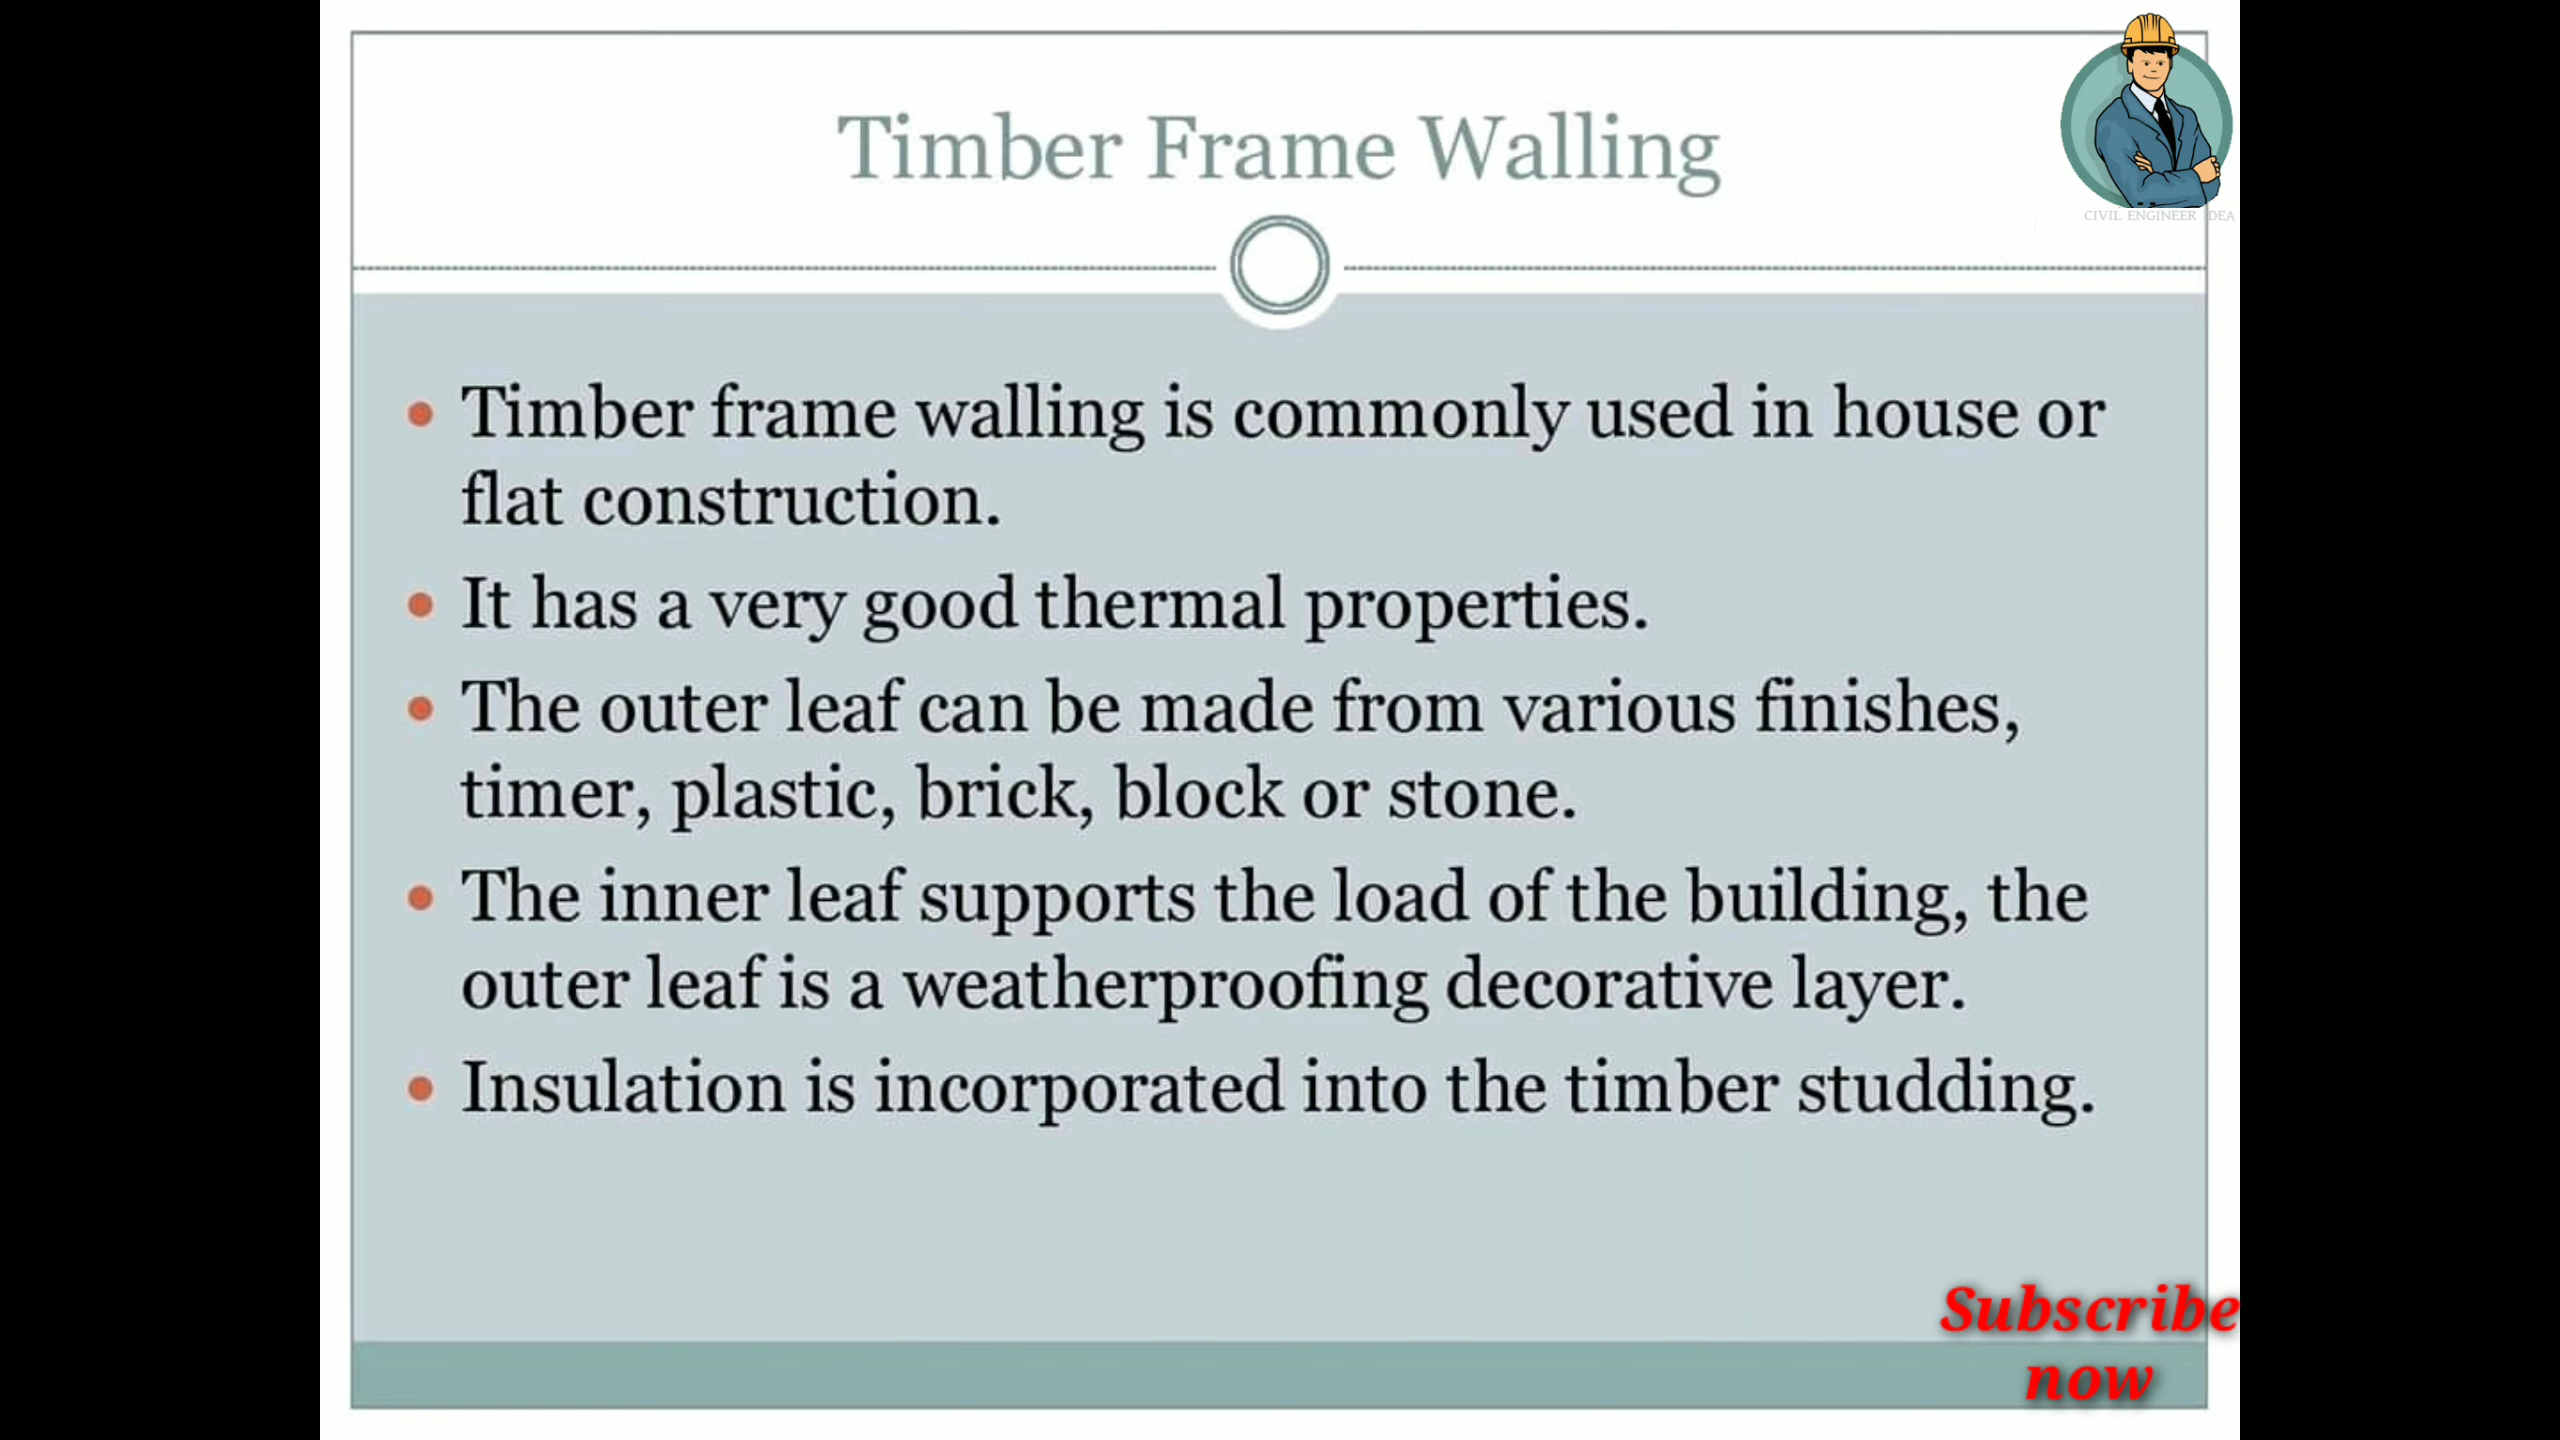 Timber Frame Walling
CIVIL ENGINEER IDEA
• Timber frame walling is commonly used in house or
flat construction.
• It has a very good thermal properties.
• The outer leaf can be made from various finishes,
timer, plastic, brick, block or stone.
• The inner leaf supports the load of the building, the
outer leaf is a weatherproofing decorative layer.
• Insulation is incorporated into the timber studding.
Subscribe
now